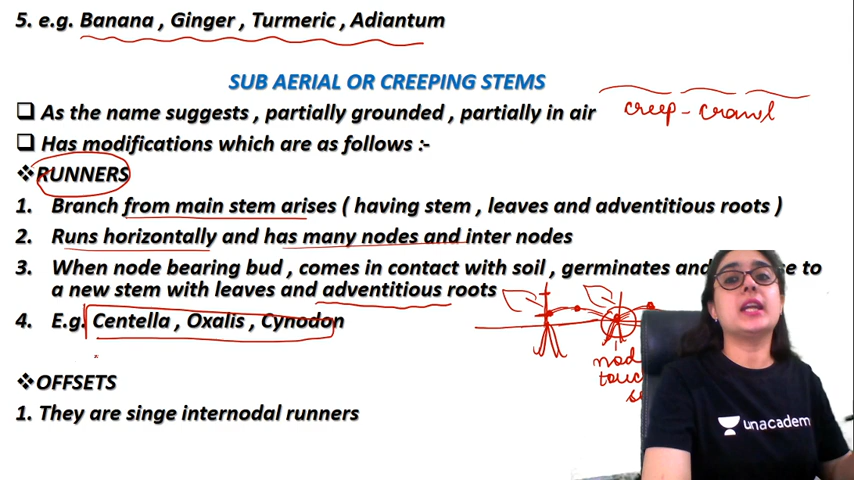 5. e.g. Banana , Ginger , Turmeric , Adiantum
SUB AERIAL OR CREEPING STEMS
❑ As the name suggests , partially grounded , partially in air
creep - crawl
❑ Has modifications which are as follows :-
❖RUNNERS
1. Branch from main stem arises ( having stem , leaves and adventitious roots )
2. Runs horizontally and has many nodes and inter nodes
3. When node bearing bud , comes in contact with soil , germinates and to
a new stem with leaves and adventitious roots
4. E.g. Centella , Oxalis , Cynodon
❖OFFSETS
1. They are singe internodal runners
unacadem